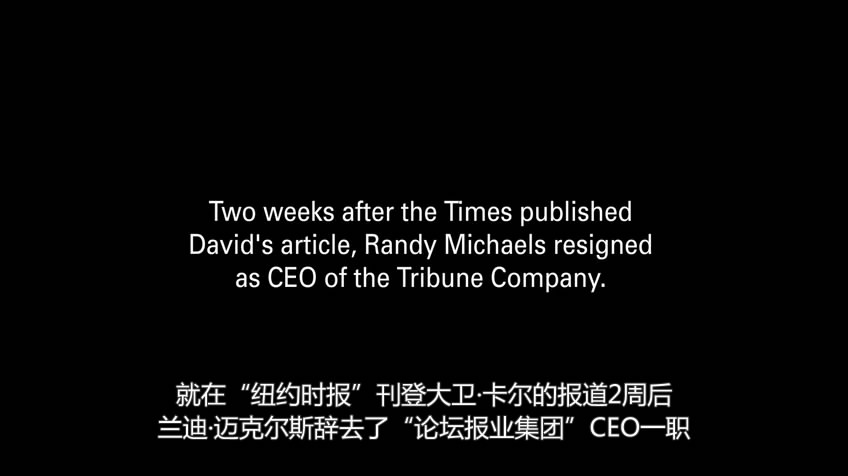 Two weeks after the Times published
David's article, Randy Michaels resigned
as CEO of the Tribune Company.
就在“纽约时报”刊登大卫·卡尔的报道2周后
兰迪·迈克尔斯辞去了“论坛报业集团”CEO一职